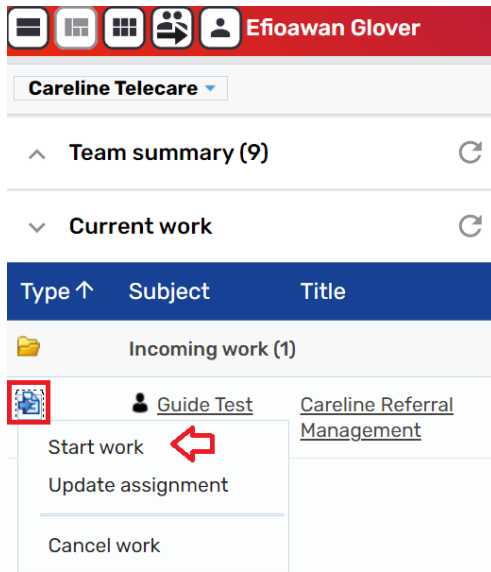 Efioawan Glover
Careline Telecare
Team summary (9)
Current work
Type Subject Title
Incoming work (1)
Guide Test Careline Referral
Management
Start work
Update assignment
Cancel work